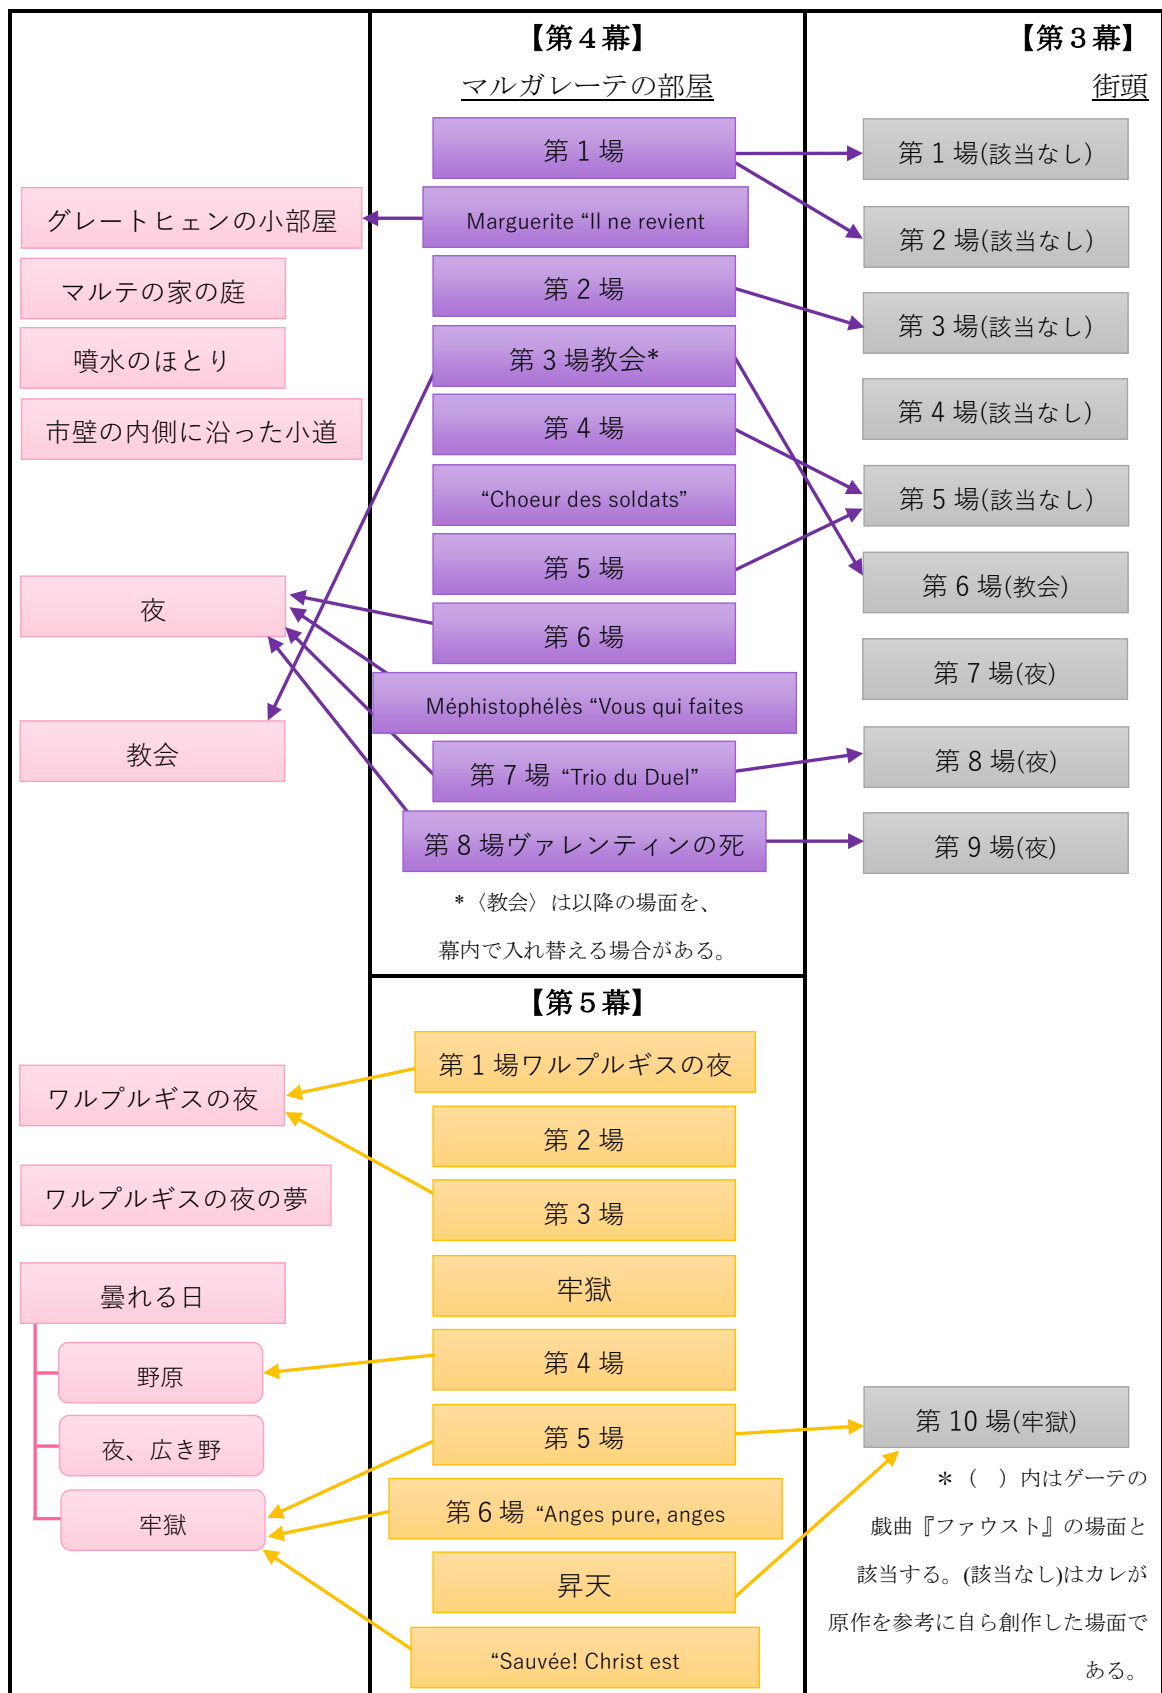 【第４幕】
マルガレーテの部屋
第 1 場
Marguerite “Il ne revient
第 2 場
第 3 場教会*
第 4 場
“Choeur des soldats”
第 5 場
第 6 場
Méphistophélès “Vous qui faites
第 7 場 “Trio du Duel”
第 8 場ヴァレンティンの死
*〈教会〉は以降の場面を、
幕内で入れ替える場合がある。
【第３幕】
街頭
第 1 場(該当なし)
第 2 場(該当なし)
第 3 場(該当なし)
第 4 場(該当なし)
第 5 場(該当なし)
第 6 場(教会)
第 7 場(夜)
第 8 場(夜)
第 9 場(夜)
グレートヒェンの小部屋
マルテの家の庭
噴水のほとり
市壁の内側に沿った小道
夜
教会
【第５幕】
第 1 場ワルプルギスの夜
第 2 場
第 3 場
牢獄
第 4 場
第 5 場
第 6 場 “Anges pure, anges
昇天
“Sauvée! Christ est
ワルプルギスの夜
ワルプルギスの夜の夢
曇れる日
野原
夜、広き野
牢獄
第 10 場(牢獄)
＊（　）内はゲーテの
戯曲『ファウスト』の場面と
該当する。(該当なし)はカレが
原作を参考に自ら創作した場面で
ある。